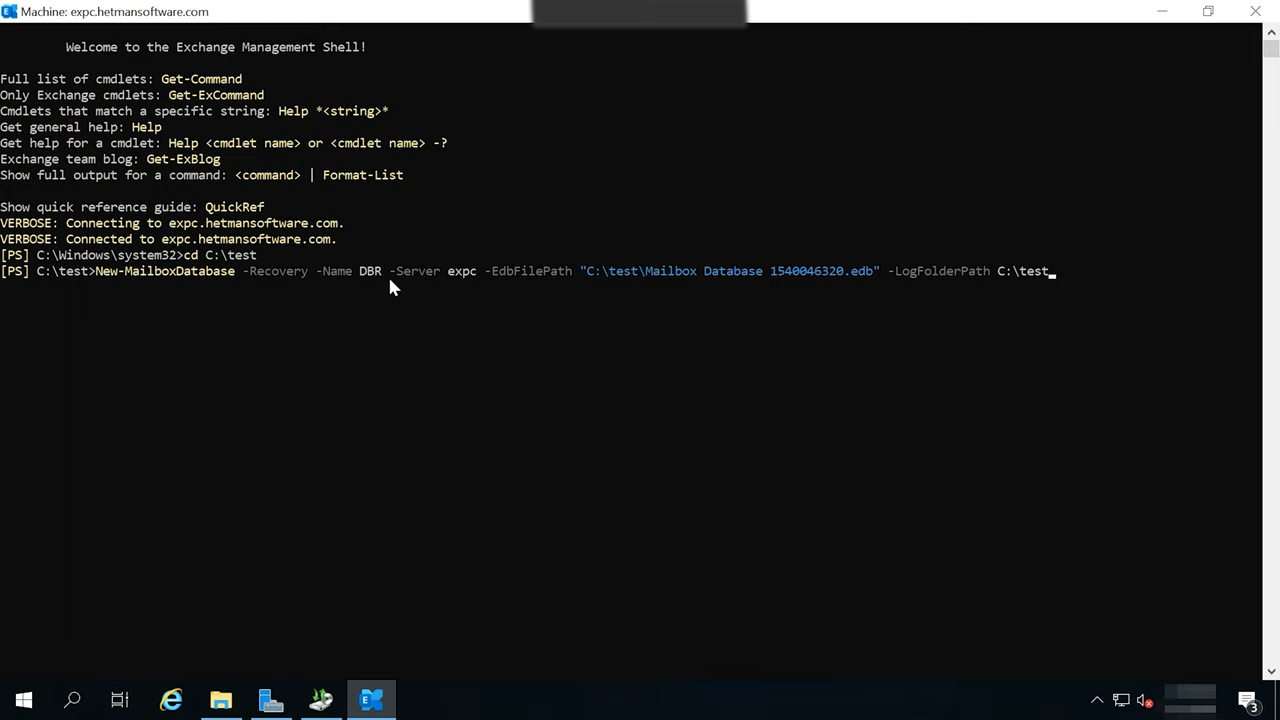 Machine: expc.hetmansoftware.com
Welcome to the Exchange Management Shell!
Full list of cmdlets: Get-Command
Only Exchange cmdlets: Get-ExCommand
Cmdlets that match a specific string: Help *<string>*
Get general help: Help
Get help for a cmdlet: Help <cmdlet name> or <cmdlet name> -?
Exchange team blog: Get-ExBlog
Show full output for a command: <command> | Format-List
Show quick reference guide: QuickRef
VERBOSE: Connecting to expc.hetmansoftware.com.
VERBOSE: Connected to expc.hetmansoftware.com.
[PS] C:\Windows\system32>cd C:\test
[PS] C:\test>New-MailboxDatabase -Recovery -Name DBR -Server expc -EdbFilePath "C:\test\Mailbox Database 1540046320.edb" -LogFolderPath C:\test
3